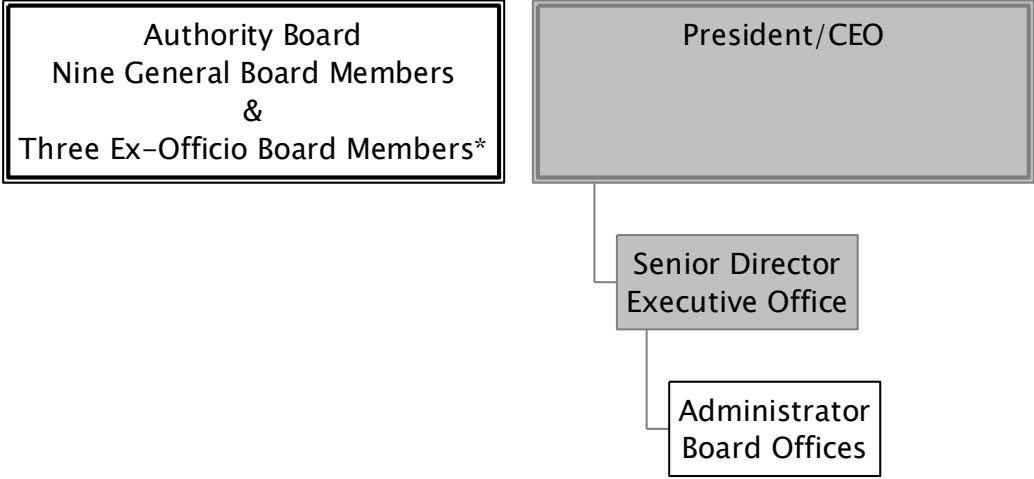 Authority Board
Nine General Board Members
&
Three Ex-Officio Board Members*
President/CEO
Senior Director
Executive Office
Administrator
Board Offices